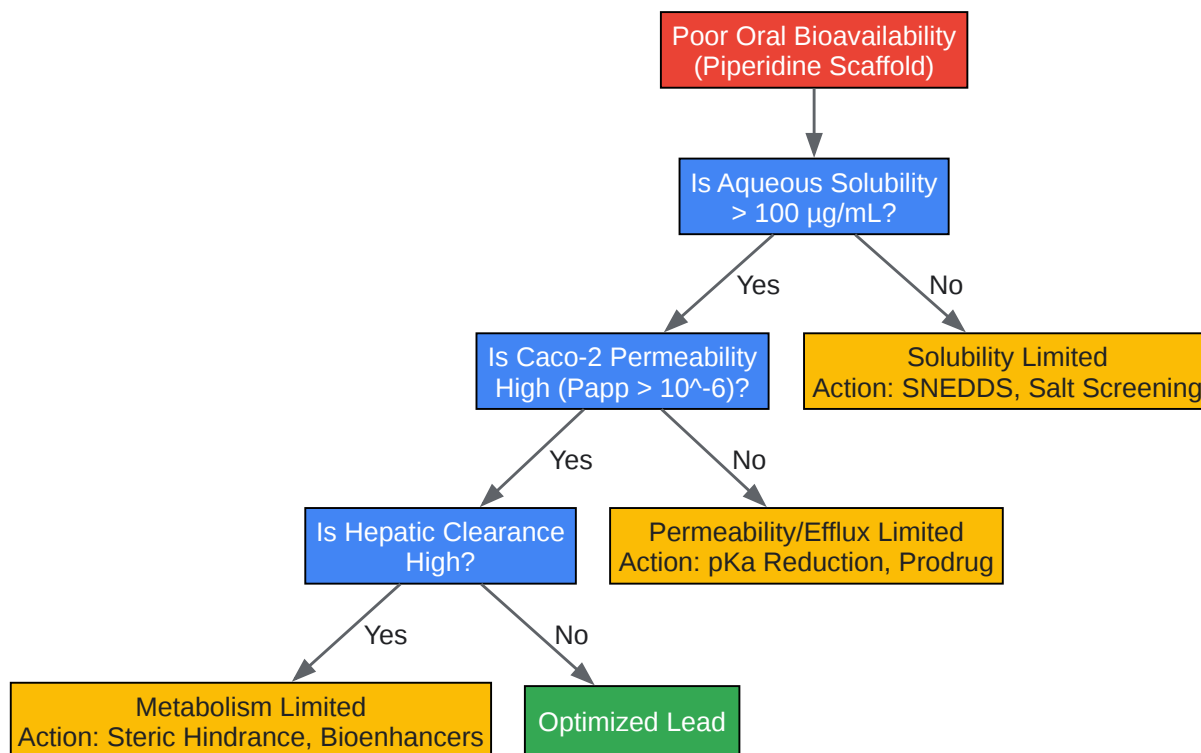 Poor Oral Bioavailability
(Piperidine Scaffold)
Is Aqueous Solubility
> 100 µg/mL?
Yes
No
Is Caco-2 Permeability
High (Papp > 10^-6)?
Solubility Limited
Action: SNEDDS, Salt Screening
Yes
No
Is Hepatic Clearance
High?
Permeability/Efflux Limited
Action: pKa Reduction, Prodrug
Yes
No
Metabolism Limited
Action: Steric Hindrance, Bioenhancers
Optimized Lead